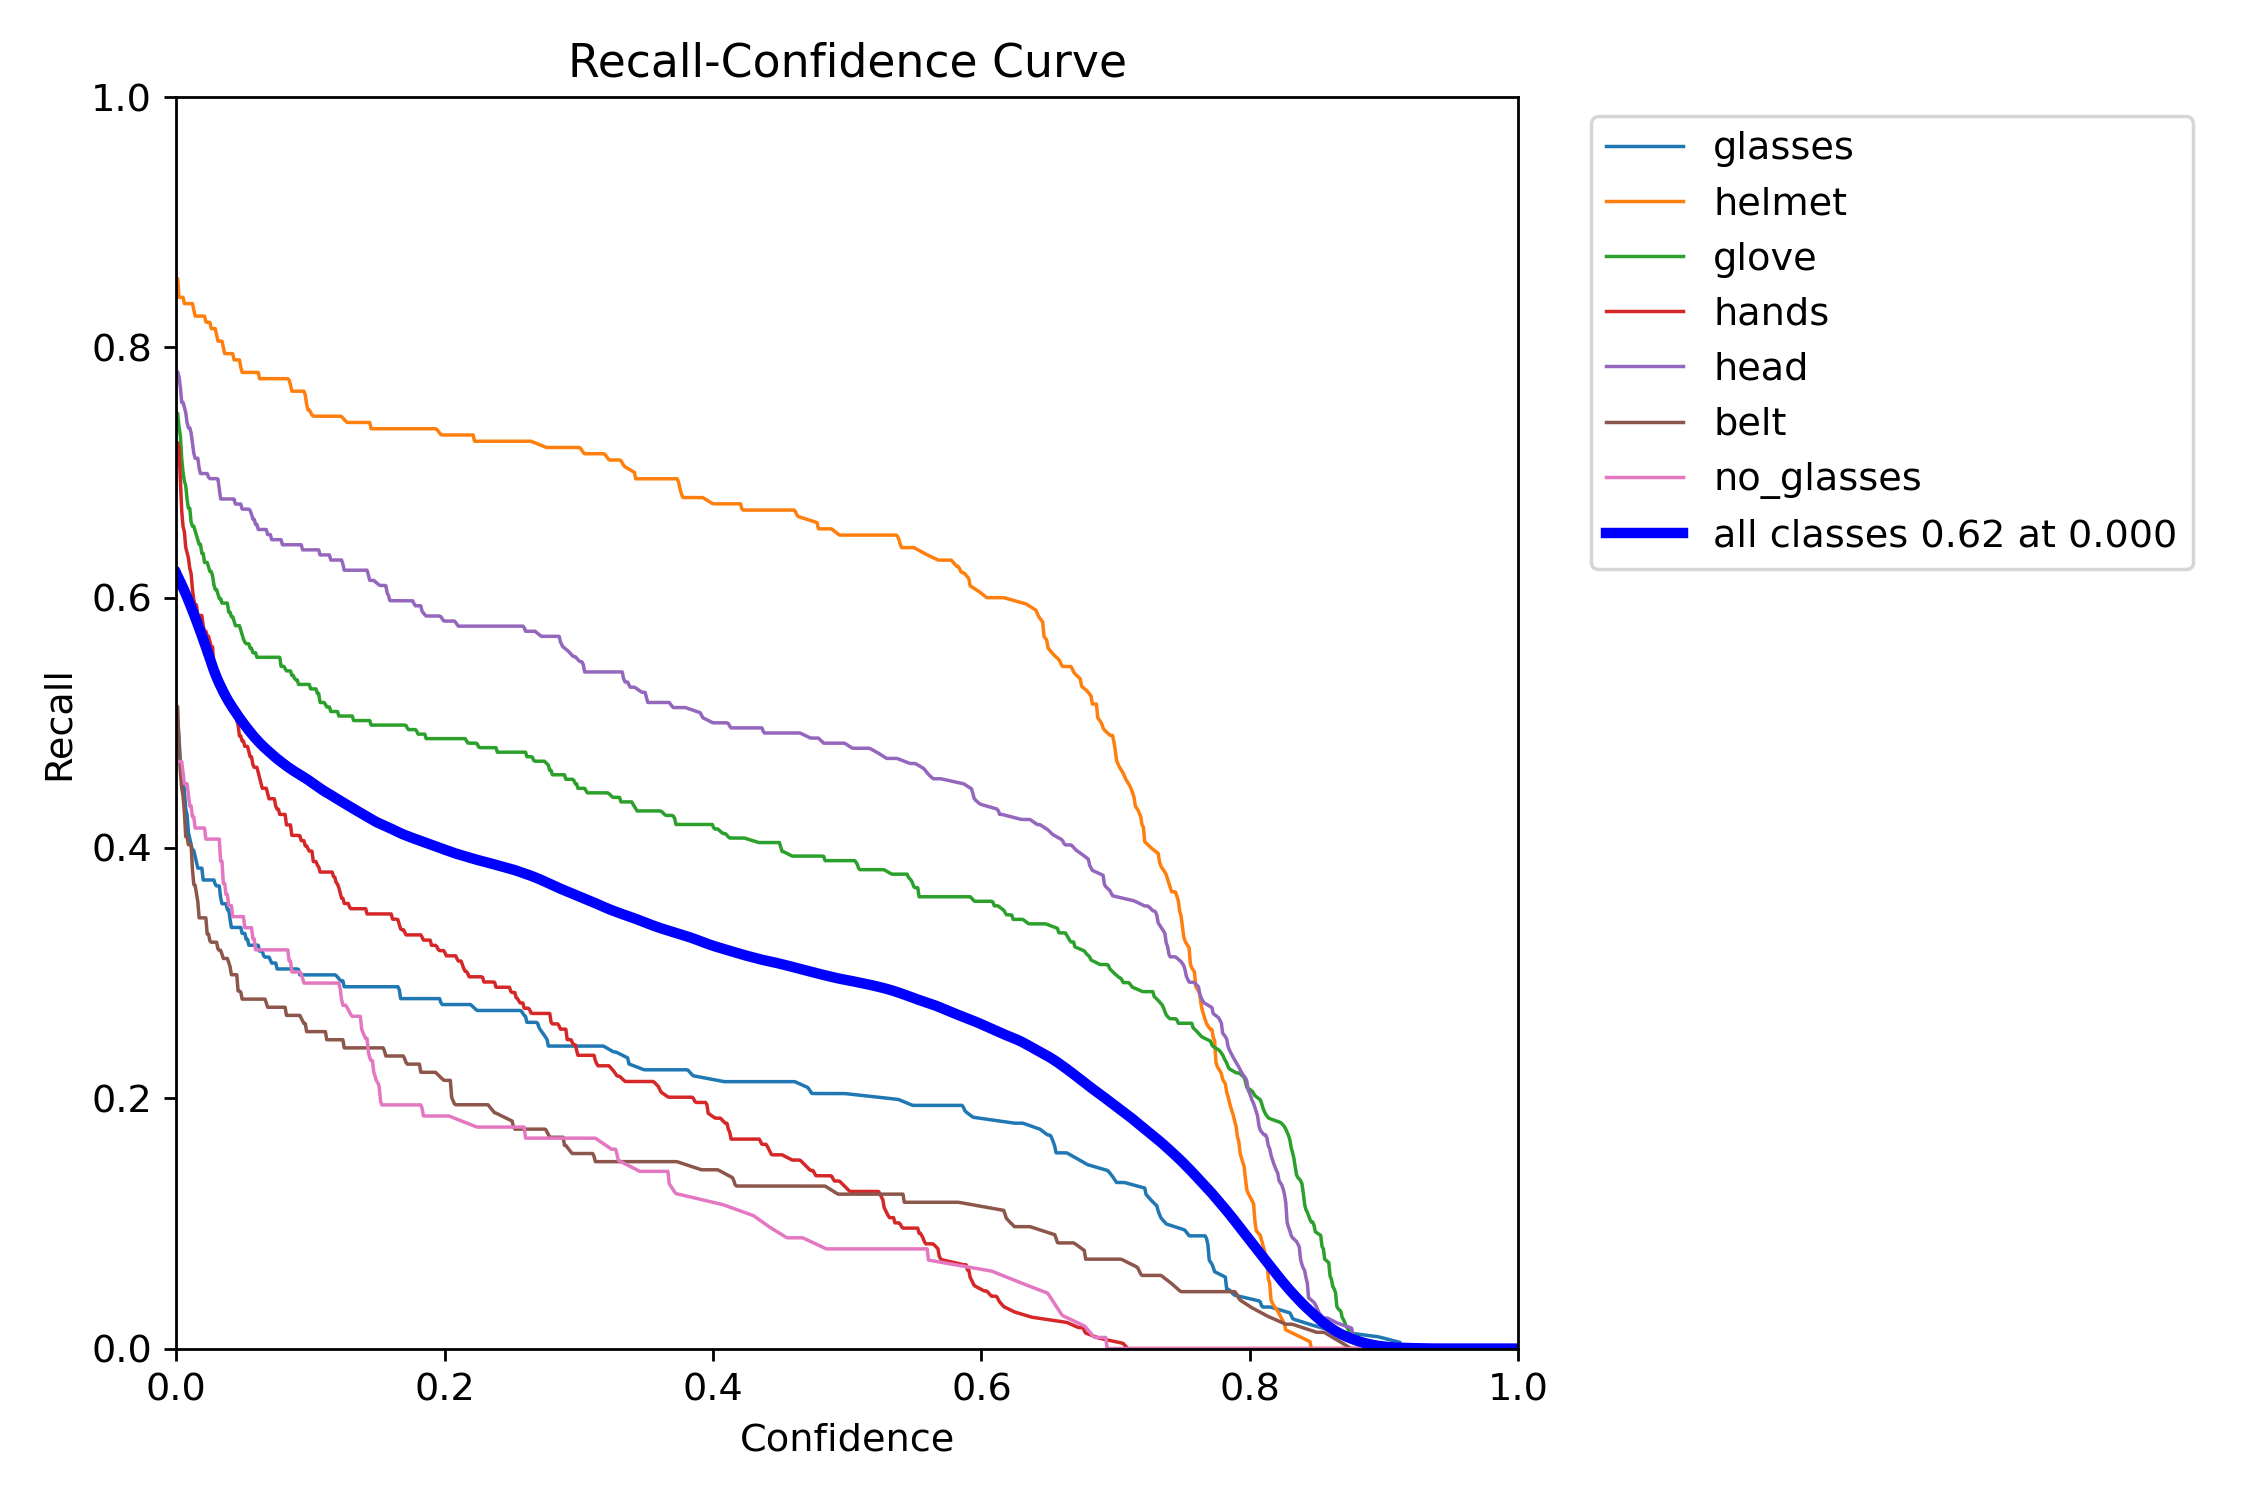 Recall-Confidence Curve
1.0
0.8
0.6
0.4
0.2
0.0
Recall
0.0 0.2 0.4 0.6 0.8 1.0
Confidence
glasses
helmet
glove
hands
head
belt
no_glasses
all classes 0.62 at 0.000